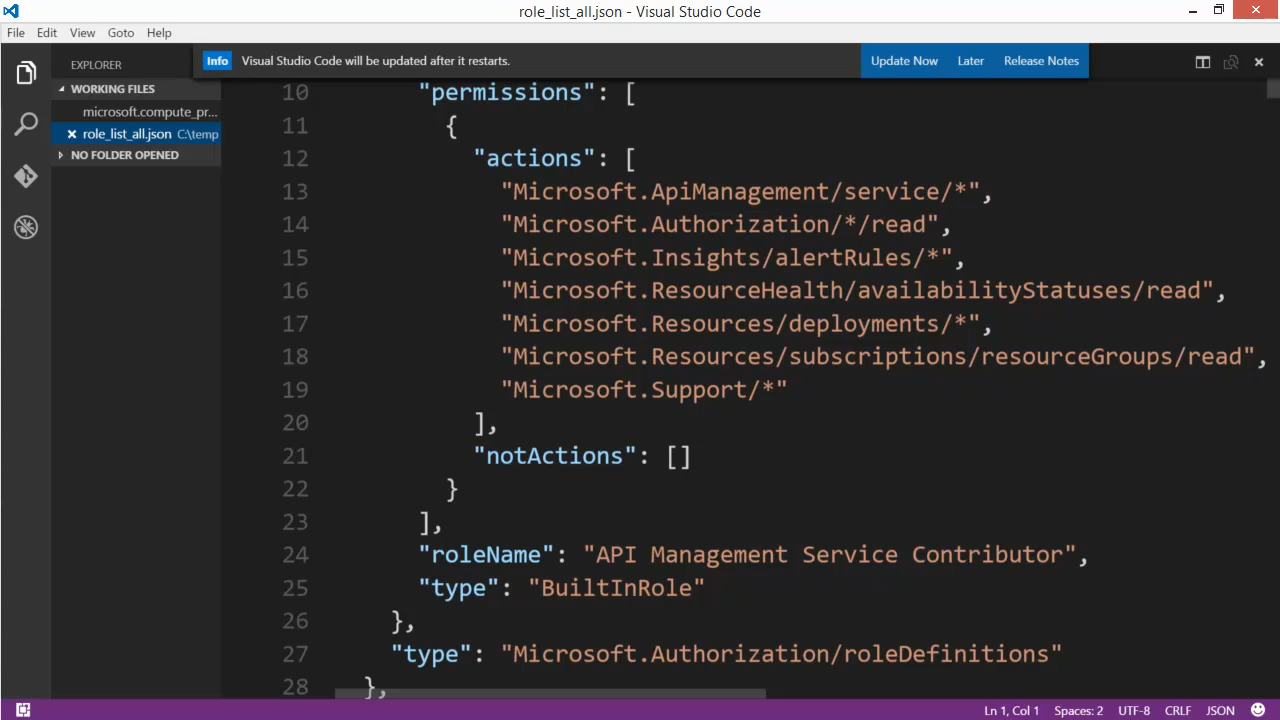 role_list_all.json - Visual Studio Code
File Edit View Goto Help
EXPLORER
Info Visual Studio Code will be updated after it restarts. Update Now Later Release Notes
WORKING FILES
microsoft.compute_pr...
role_list_all.json C:\temp
NO FOLDER OPENED
10 "permissions": [
11 {
12 "actions": [
13 "Microsoft.ApiManagement/service/*",
14 "Microsoft.Authorization/*/read",
15 "Microsoft.Insights/alertRules/*",
16 "Microsoft.ResourceHealth/availabilityStatuses/read",
17 "Microsoft.Resources/deployments/*",
18 "Microsoft.Resources/subscriptions/resourceGroups/read",
19 "Microsoft.Support/*"
20 ],
21 "notActions": []
22 }
23 ],
24 "roleName": "API Management Service Contributor",
25 "type": "BuiltInRole"
26 },
27 "type": "Microsoft.Authorization/roleDefinitions"
28 },
Ln 1, Col 1 Spaces: 2 UTF-8 CRLF JSON